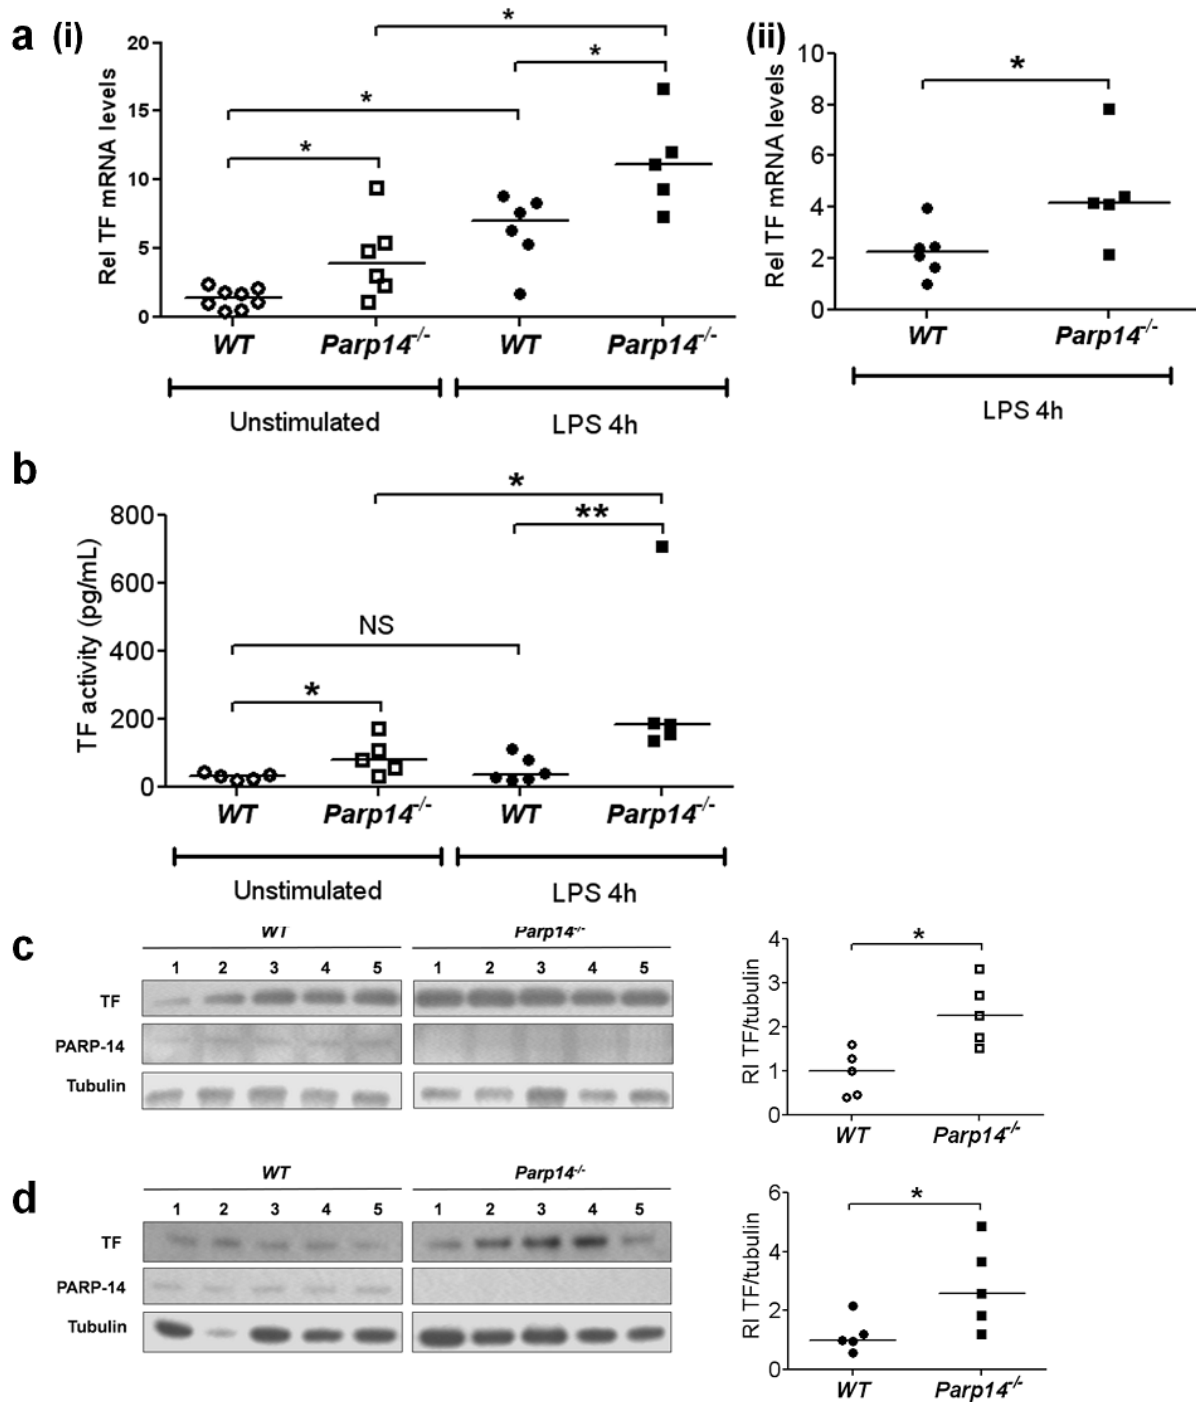 a (i)
*
*
*
*
Rel TF mRNA levels
20
15
10
5
0
WT Parp14-/- WT Parp14-/-
Unstimulated LPS 4h
(ii)
*
Rel TF mRNA levels
10
8
6
4
2
0
WT Parp14-/-
LPS 4h
b
*
**
NS
*
TF activity (pg/mL)
800
600
400
200
0
WT Parp14-/- WT Parp14-/-
Unstimulated LPS 4h
c
WT Parp14-/-
1 2 3 4 5 1 2 3 4 5
TF
PARP-14
Tubulin
*
RI TF/tubulin
4
3
2
1
0
WT Parp14-/-
d
WT Parp14-/-
1 2 3 4 5 1 2 3 4 5
TF
PARP-14
Tubulin
*
RI TF/tubulin
6
4
2
0
WT Parp14-/-